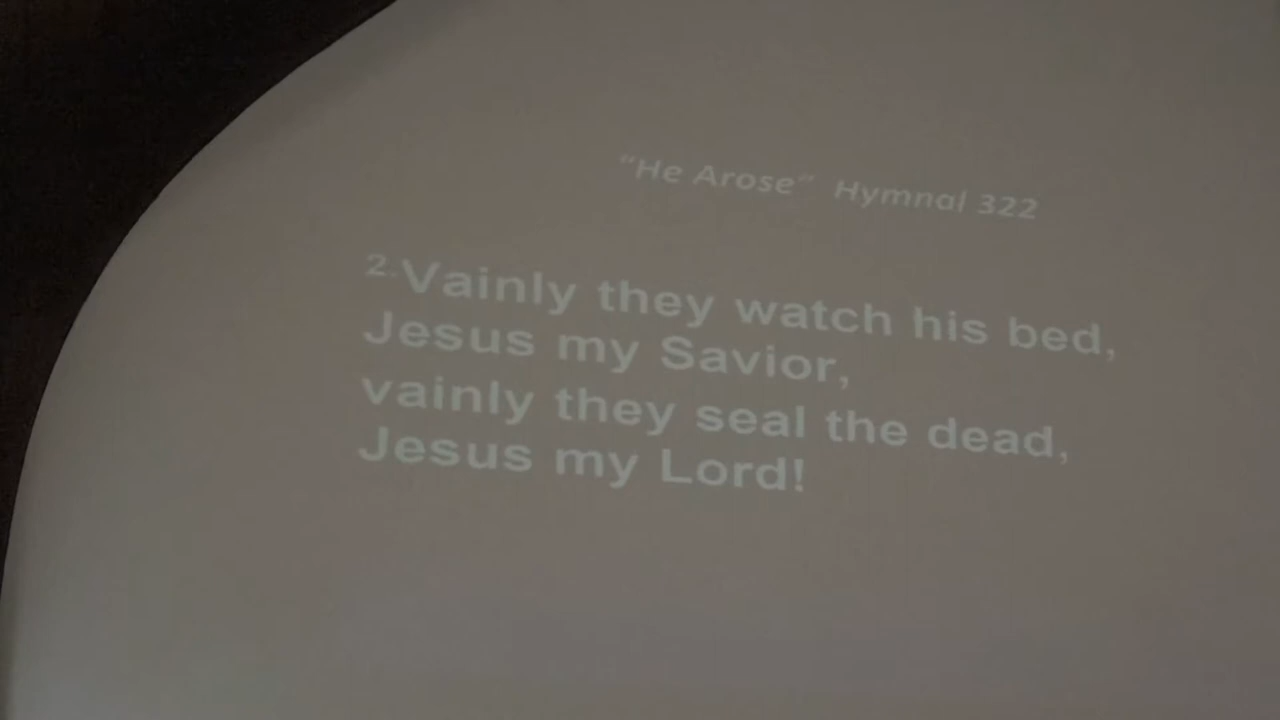 "He Arose" Hymnal 322
2. Vainly they watch his bed,
Jesus my Savior,
vainly they seal the dead,
Jesus my Lord!